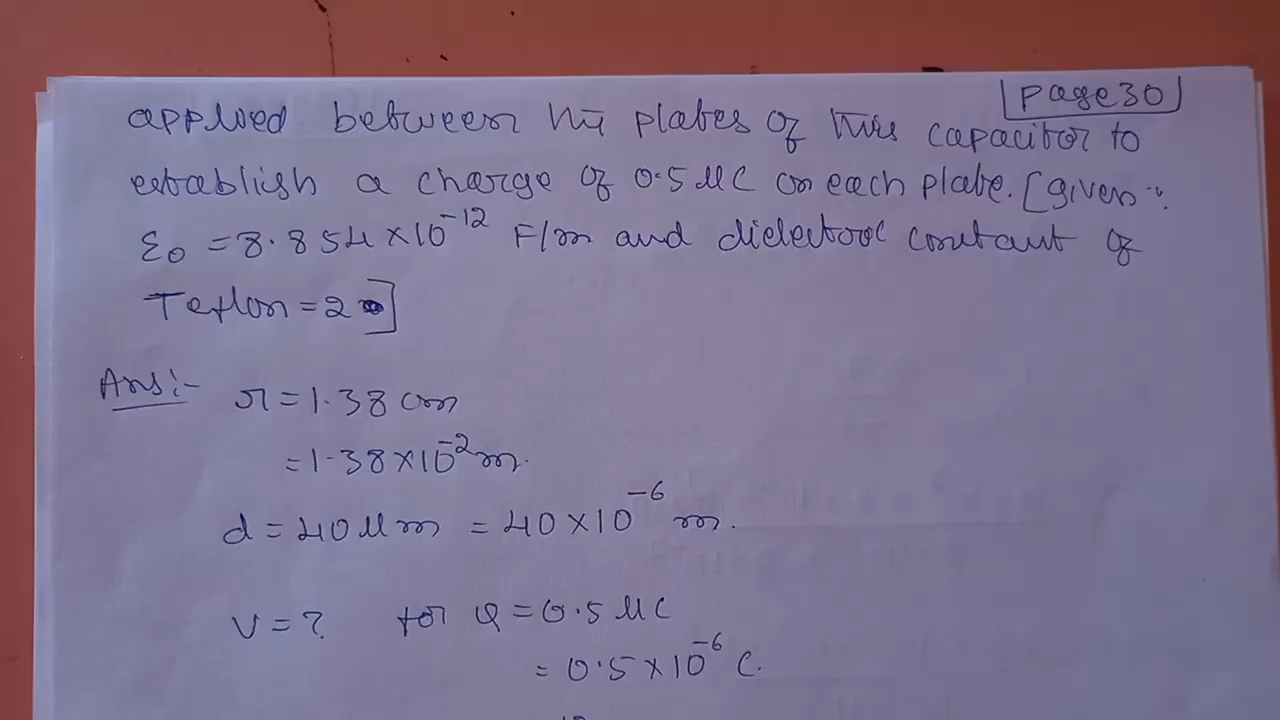 page 30
applied between the plates of this capacitor to
establish a charge of 0.5 μC on each plate. [given :
ε0 = 8.854 × 10^-12 F/m and dielectric constant of
Teflon = 2]
Ans :- r = 1.38 cm
= 1.38 × 10^-2 m.
d = 40 μm = 40 × 10^-6 m.
V = ? for Q = 0.5 μC
= 0.5 × 10^-6 C.